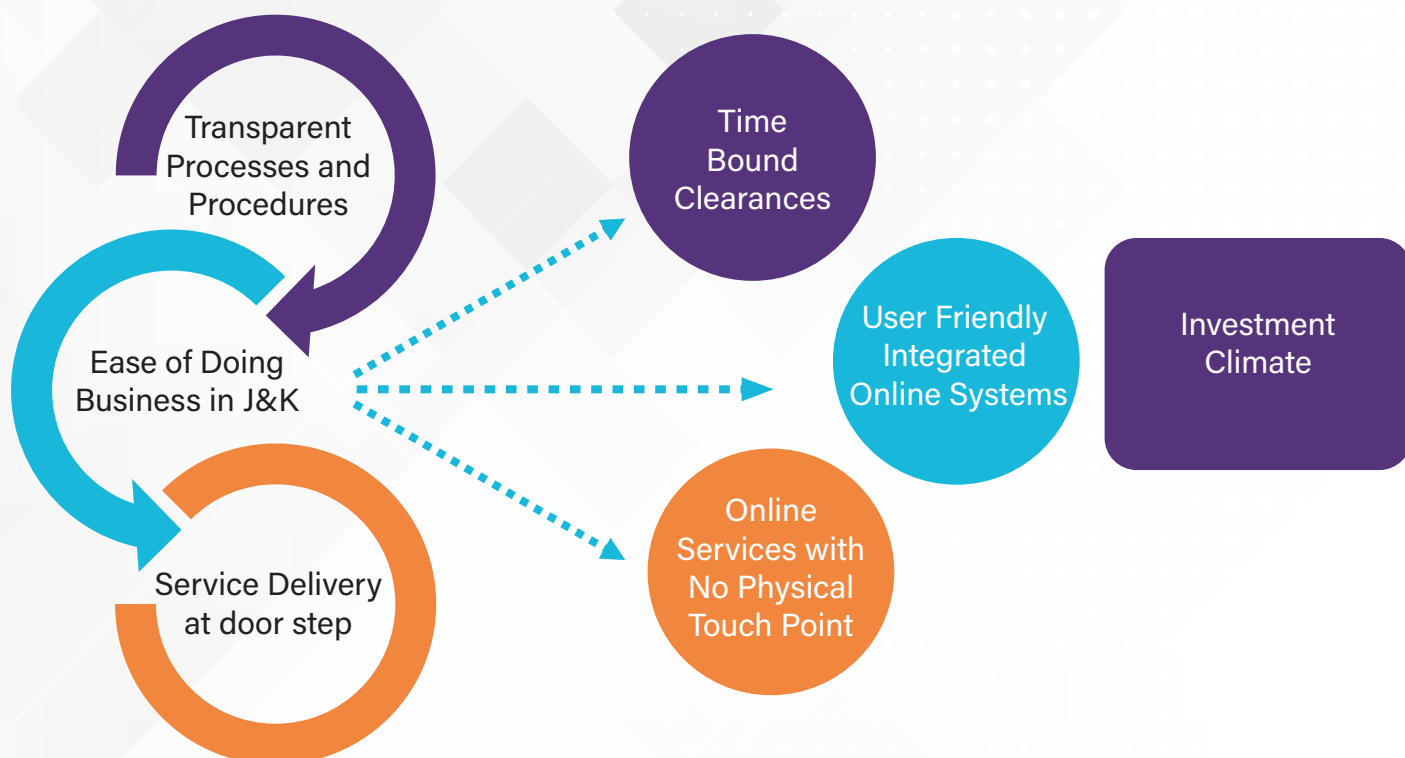 Transparent
Processes and
Procedures
Ease of Doing
Business in J&K
Service Delivery
at door step
Time
Bound
Clearances
User Friendly
Integrated
Online Systems
Online
Services with
No Physical
Touch Point
Investment
Climate